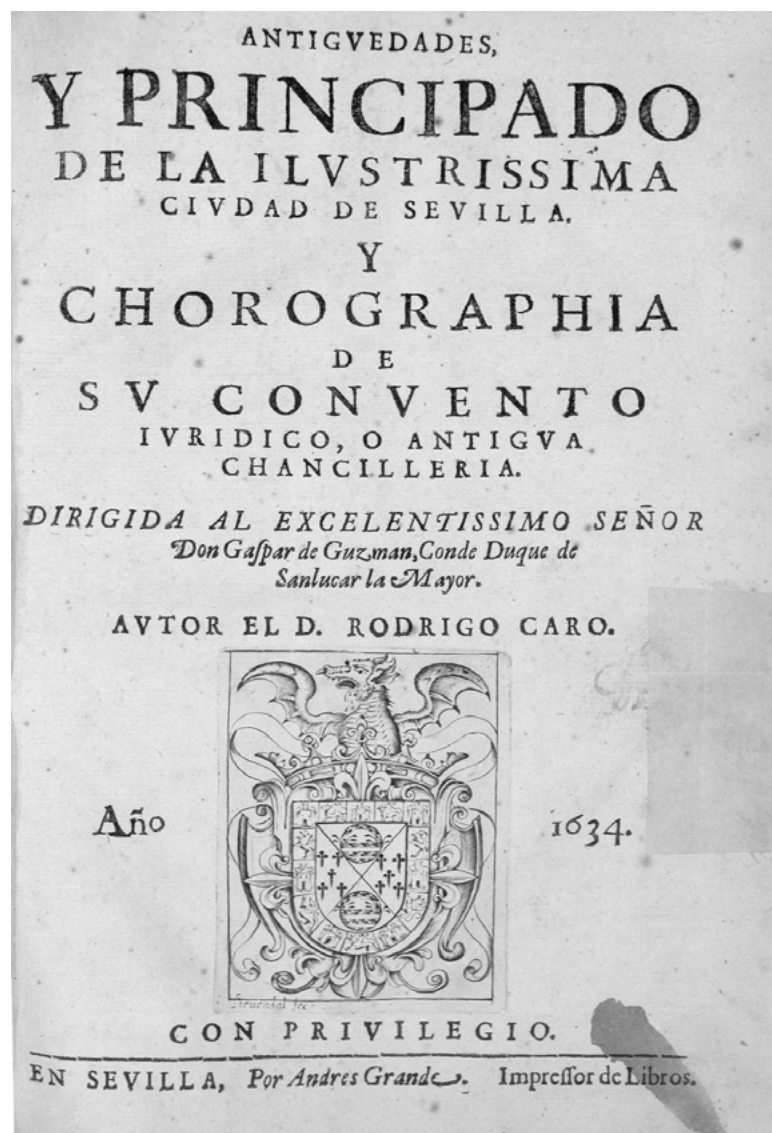 ANTIGVEDADES,
Y PRINCIPADO
DE LA ILVSTRISSIMA
CIVDAD DE SEVILLA.
Y
CHOROGRAPHIA
DE
SV CONVENTO
IVRIDICO, O ANTIGVA
CHANCILLERIA.
DIRIGIDA AL EXCELENTISSIMO SEÑOR
Don Gaſpar de Guzman, Conde Duque de
Sanlucar la Mayor.
AVTOR EL D. RODRIGO CARO.
Año 1634.
CON PRIVILEGIO.
EN SEVILLA, Por Andres Grande. Impreſſor de Libros.